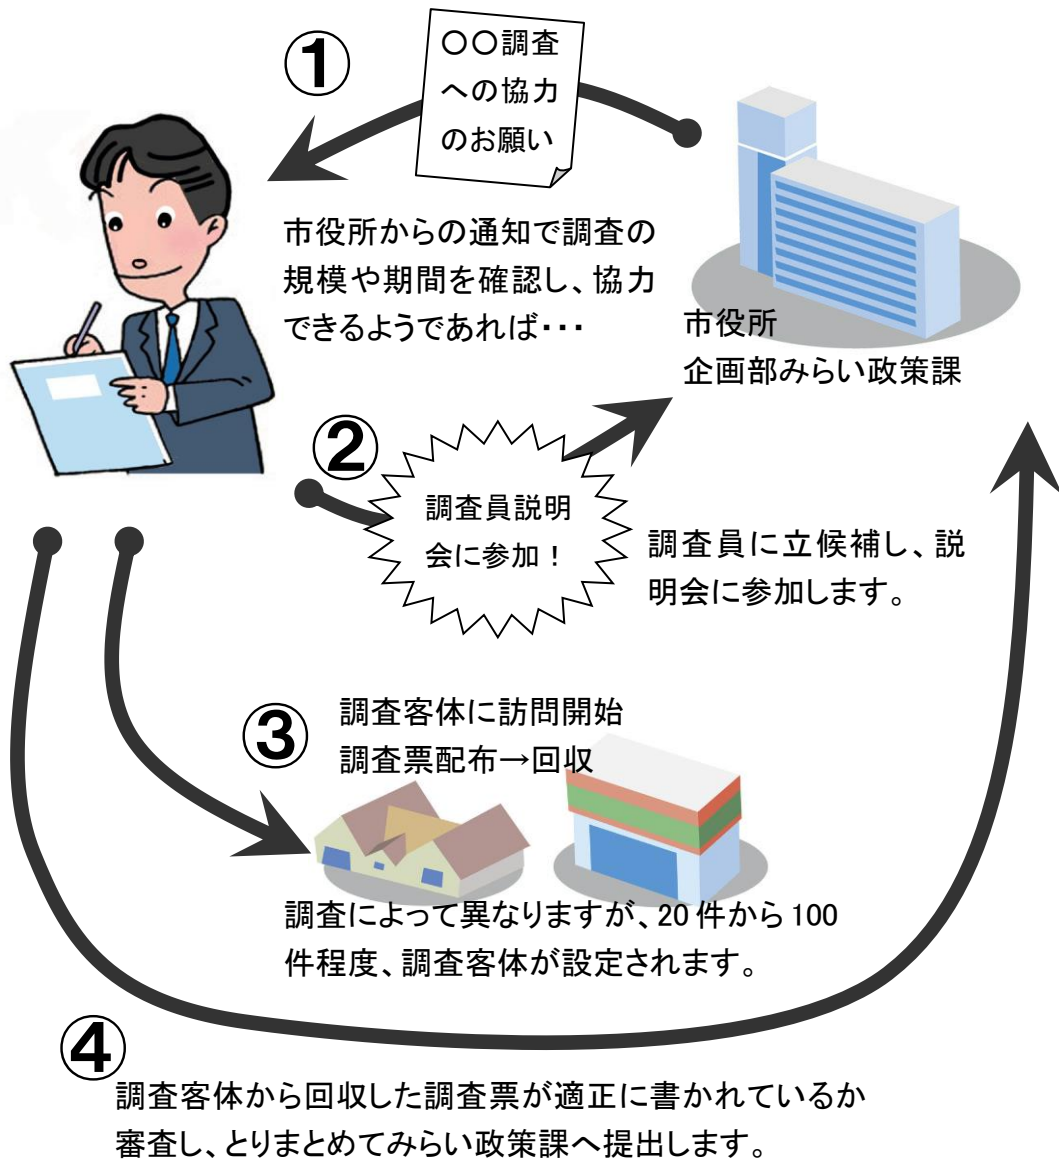 ①
〇〇調査
への協力
のお願い
市役所からの通知で調査の
規模や期間を確認し、協力
できるようであれば・・・
市役所
企画部みらい政策課
②
調査員説明
会に参加！
調査員に立候補し、説
明会に参加します。
③
調査客体に訪問開始
調査票配布→回収
調査によって異なりますが、20 件から 100
件程度、調査客体が設定されます。
④
調査客体から回収した調査票が適正に書かれているか
審査し、とりまとめてみらい政策課へ提出します。